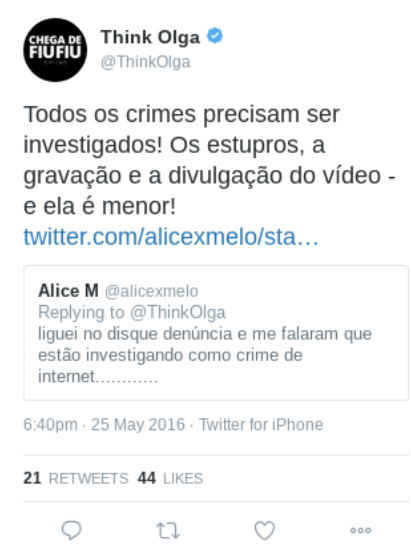 CHEGA DE
FIUFIU
O FILME
Think Olga
@ThinkOlga
Todos os crimes precisam ser
investigados! Os estupros, a
gravação e a divulgação do vídeo -
e ela é menor!
twitter.com/alicexmelo/sta…
Alice M @alicexmelo
Replying to @ThinkOlga
liguei no disque denúncia e me falaram que
estão investigando como crime de
internet............
6:40pm · 25 May 2016 · Twitter for iPhone
21 RETWEETS 44 LIKES